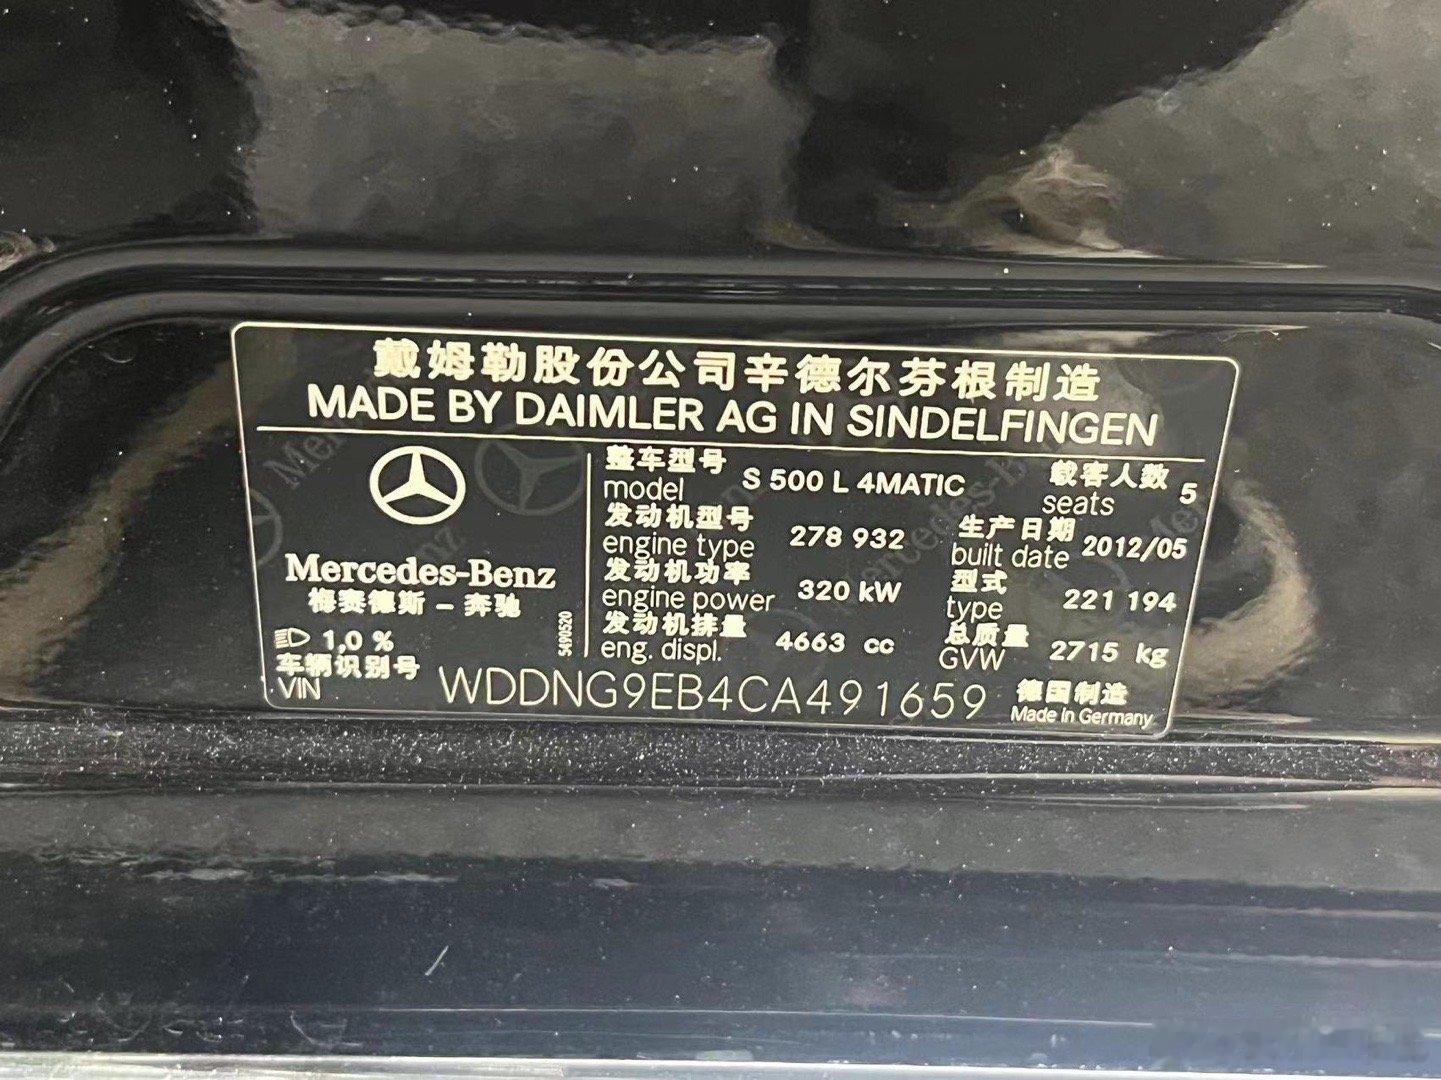 戴姆勒股份公司辛德尔芬根制造
MADE BY DAIMLER AG IN SINDELFINGEN
Mercedes-Benz
梅赛德斯 - 奔驰
1,0 %
5490520
整车型号
model S 500 L 4MATIC
载客人数
seats 5
发动机型号
engine type 278 932
生产日期
built date 2012/05
发动机功率
engine power 320 kW
型式
type 221 194
发动机排量
eng. displ. 4663 cc
总质量
GVW 2715 kg
车辆识别号
VIN WDDNG9EB4CA491659
德国制造
Made in Germany